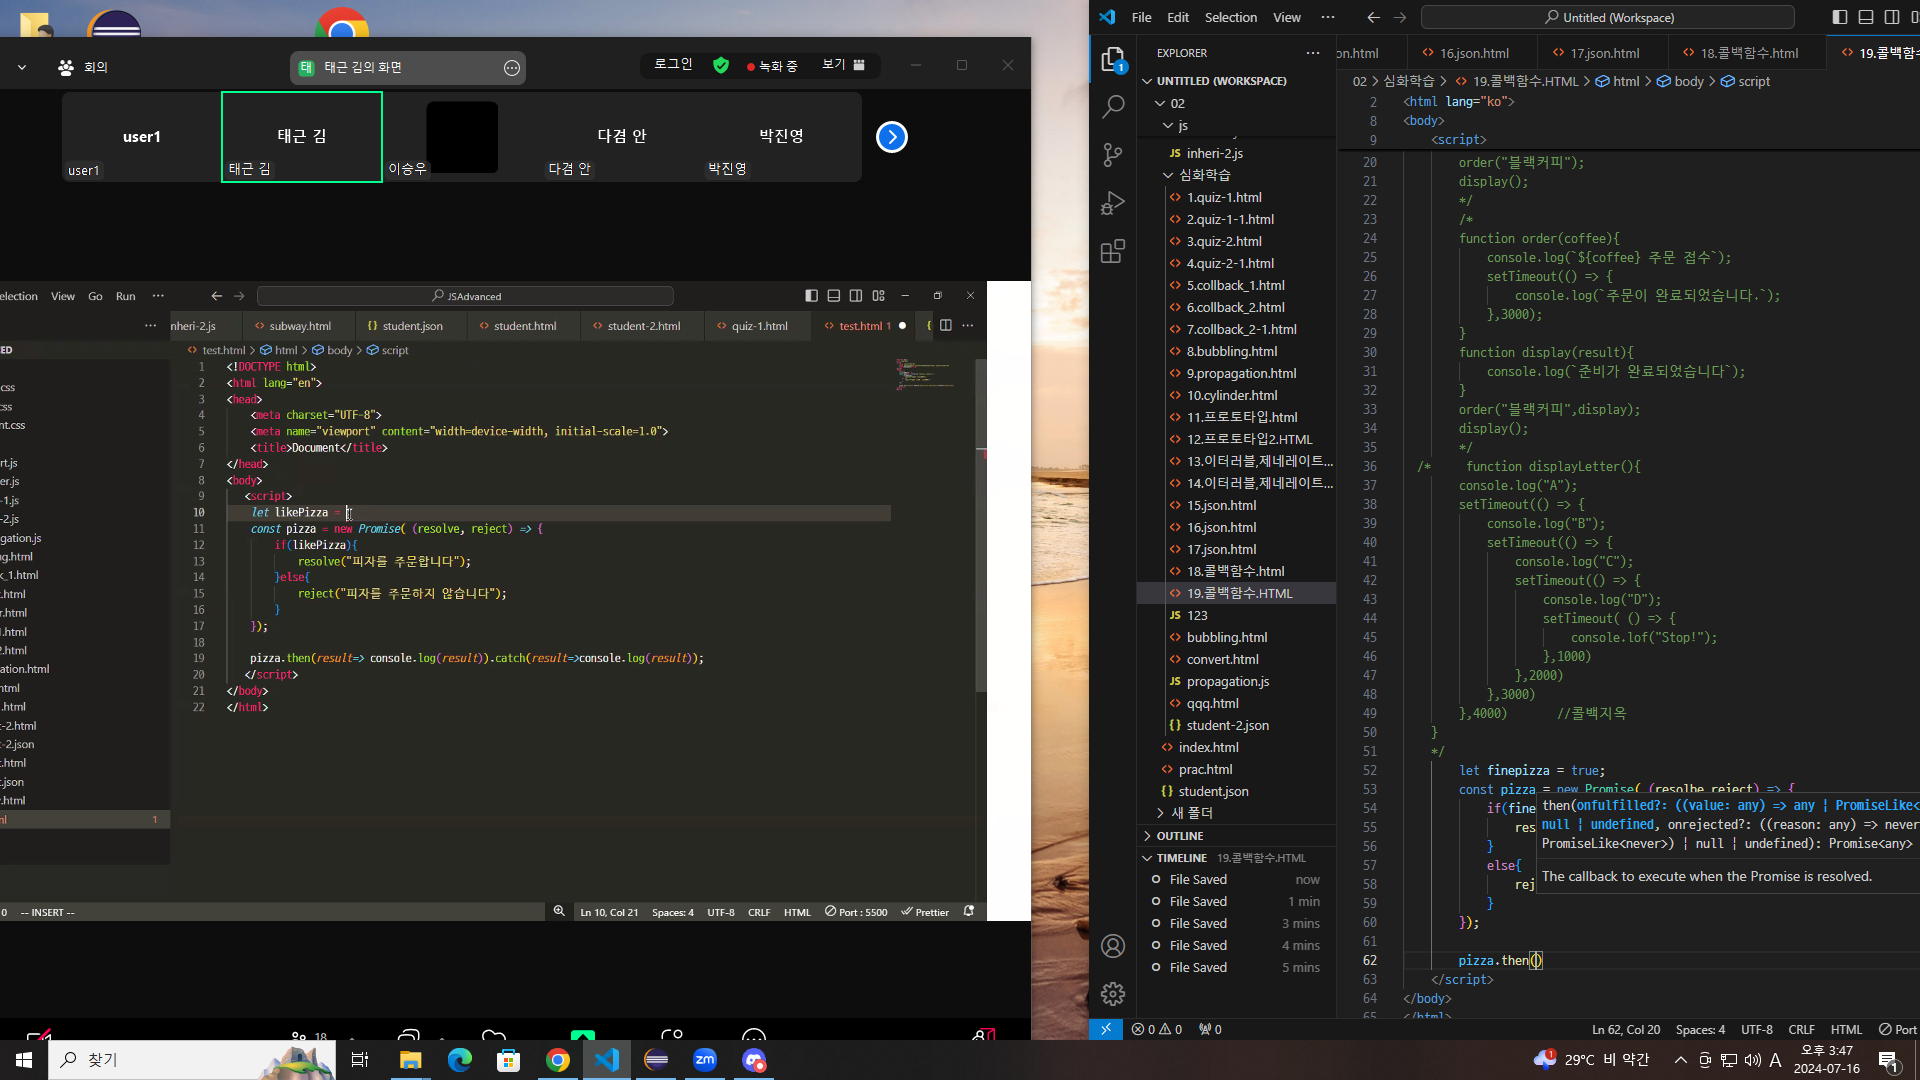 회의
태근 김의 화면
로그인
녹화 중
보기
user1
user1
태근 김
태근 김
이승우
다겸 안
다겸 안
박진영
박진영
election View Go Run ···
JSAdvanced
nheri-2.js
subway.html
student.json
student.html
student-2.html
quiz-1.html
test.html 1
test.html > html > body > script
ED
css
ss
nt.css
rt.js
er.js
-1.js
-2.js
gation.js
ng.html
k_1.html
t.html
r.html
1.html
2.html
ation.html
html
1.html
t-2.html
t-2.json
t.html
t.json
y.html
ml 1
1 <!DOCTYPE html>
2 <html lang="en">
3 <head>
4 <meta charset="UTF-8">
5 <meta name="viewport" content="width=device-width, initial-scale=1.0">
6 <title>Document</title>
7 </head>
8 <body>
9 <script>
10 let likePizza =
11 const pizza = new Promise( (resolve, reject) => {
12 if(likePizza){
13 resolve("피자를 주문합니다");
14 }else{
15 reject("피자를 주문하지 않습니다");
16 }
17 });
18
19 pizza.then(result=> console.log(result)).catch(result=>console.log(result));
20 </script>
21 </body>
22 </html>
0 -- INSERT --
Ln 10, Col 21 Spaces: 4 UTF-8 CRLF HTML Port : 5500 Prettier
18
File Edit Selection View ···
Untitled (Workspace)
EXPLORER
on.html
16.json.html
17.json.html
18.콜백함수.html
19.콜백함
02 > 심화학습 > 19.콜백함수.HTML > html > body > script
1
UNTITLED (WORKSPACE)
02
js
inheri-2.js
심화학습
1.quiz-1.html
2.quiz-1-1.html
3.quiz-2.html
4.quiz-2-1.html
5.collback_1.html
6.collback_2.html
7.collback_2-1.html
8.bubbling.html
9.propagation.html
10.cylinder.html
11.프로토타입.html
12.프로토타입2.HTML
13.이터러블,제네레이트...
14.이터러블,제네레이트...
15.json.html
16.json.html
17.json.html
18.콜백함수.html
19.콜백함수.HTML
123
bubbling.html
convert.html
propagation.js
qqq.html
student-2.json
index.html
prac.html
student.json
새 폴더
OUTLINE
TIMELINE 19.콜백함수.HTML
File Saved now
File Saved 1 min
File Saved 3 mins
File Saved 4 mins
File Saved 5 mins
2 <html lang="ko">
8 <body>
9 <script>
20 order("블랙커피");
21 display();
22 */
23 /*
24 function order(coffee){
25 console.log(`${coffee} 주문 접수`);
26 setTimeout(() => {
27 console.log(`주문이 완료되었습니다.`);
28 },3000);
29 }
30 function display(result){
31 console.log(`준비가 완료되었습니다`);
32 }
33 order("블랙커피",display);
34 display();
35 */
36 /* function displayLetter(){
37 console.log("A");
38 setTimeout(() => {
39 console.log("B");
40 setTimeout(() => {
41 console.log("C");
42 setTimeout(() => {
43 console.log("D");
44 setTimeout( () => {
45 console.lof("Stop!");
46 },1000)
47 },2000)
48 },3000)
49 },4000) //콜백지옥
50 }
51 */
52 let finepizza = true;
53 const pizza = new Promise( (resolbe,reject) => {
54 if(fine
55 res
56 }
57 else{
58 rej
59 }
60 });
61
62 pizza.then()
63 </script>
64 </body>
65 </html>
then(onfulfilled?: ((value: any) => any | PromiseLike<
null | undefined, onrejected?: ((reason: any) => never
PromiseLike<never>) | null | undefined): Promise<any>
The callback to execute when the Promise is resolved.
0 0 0
Ln 62, Col 20 Spaces: 4 UTF-8 CRLF HTML Port
찾기
zm
1
29°C 비 약간
A
오후 3:47
2024-07-16
1